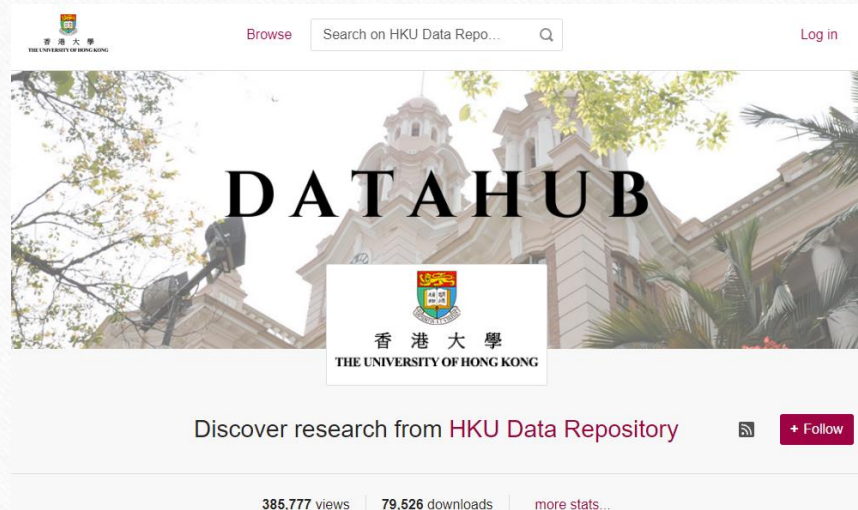 香港大學
THE UNIVERSITY OF HONG KONG
Browse
Search on HKU Data Repo...
Log in
DATAHUB
香港大學
THE UNIVERSITY OF HONG KONG
Discover research from HKU Data Repository
+ Follow
385,777 views
79,526 downloads
more stats...